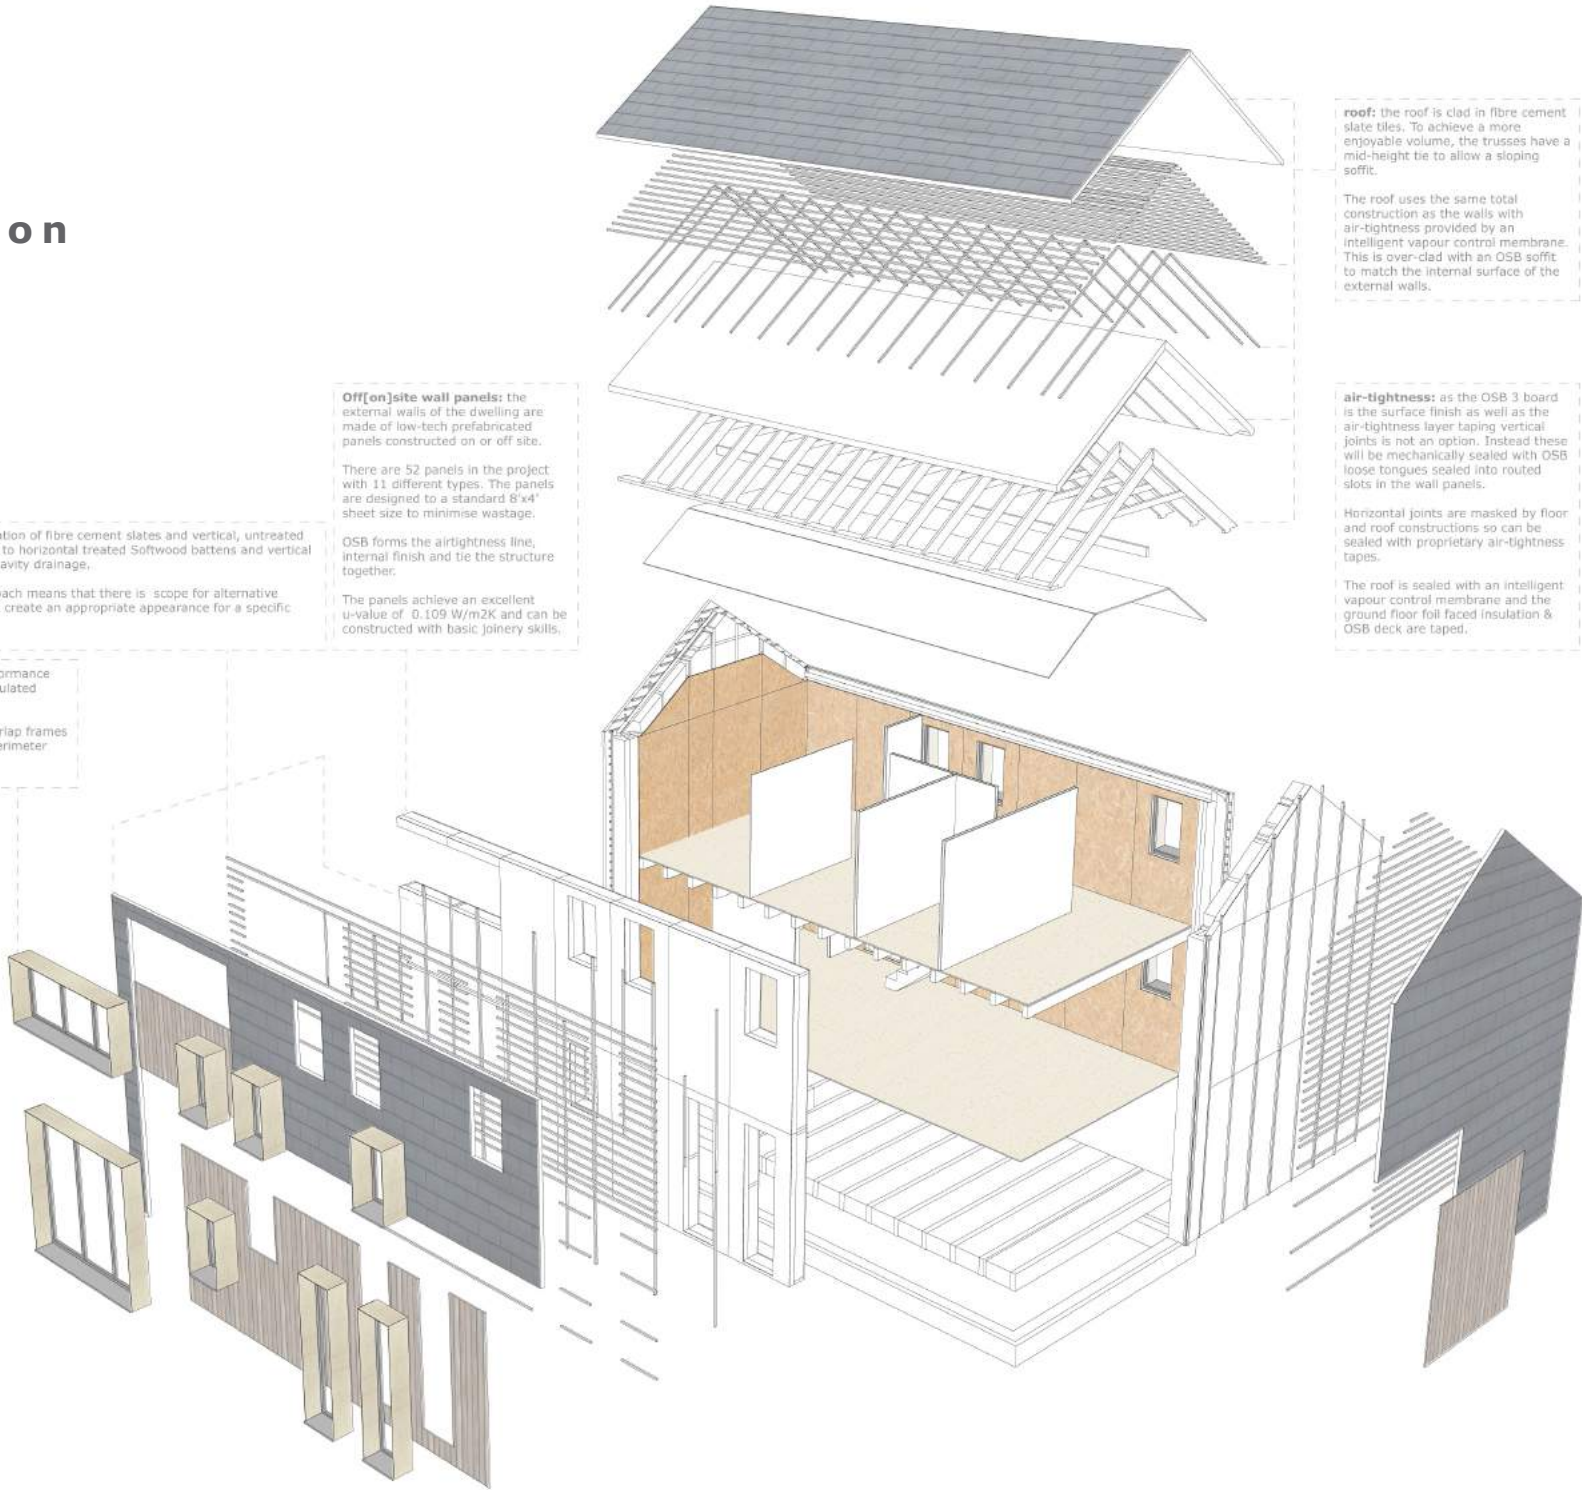 on
roof: the roof is clad in fibre cement
slate tiles. To achieve a more
enjoyable volume, the trusses have a
mid-height tie to allow a sloping
soffit.
The roof uses the same total
construction as the walls with
air-tightness provided by an
intelligent vapour control membrane.
This is over-clad with an OSB soffit
to match the internal surface of the
external walls.
Off[on]site wall panels: the
external walls of the dwelling are
made of low-tech prefabricated
panels constructed on or off site.
There are 52 panels in the project
with 11 different types. The panels
are designed to a standard 8'x4'
sheet size to minimise wastage.
OSB forms the airtightness line,
internal finish and tie the structure
together.
The panels achieve an excellent
u-value of 0.109 W/m2K and can be
constructed with basic joinery skills.
air-tightness: as the OSB 3 board
is the surface finish as well as the
air-tightness layer taping vertical
joints is not an option. Instead these
will be mechanically sealed with OSB
loose tongues sealed into routed
slots in the wall panels.
Horizontal joints are masked by floor
and roof constructions so can be
sealed with proprietary air-tightness
tapes.
The roof is sealed with an intelligent
vapour control membrane and the
ground floor foil faced insulation &
OSB deck are taped.
ation of fibre cement slates and vertical, untreated
to horizontal treated Softwood battens and vertical
avity drainage.
oach means that there is scope for alternative
create an appropriate appearance for a specific
ormance
ulated
rlap frames
erimeter